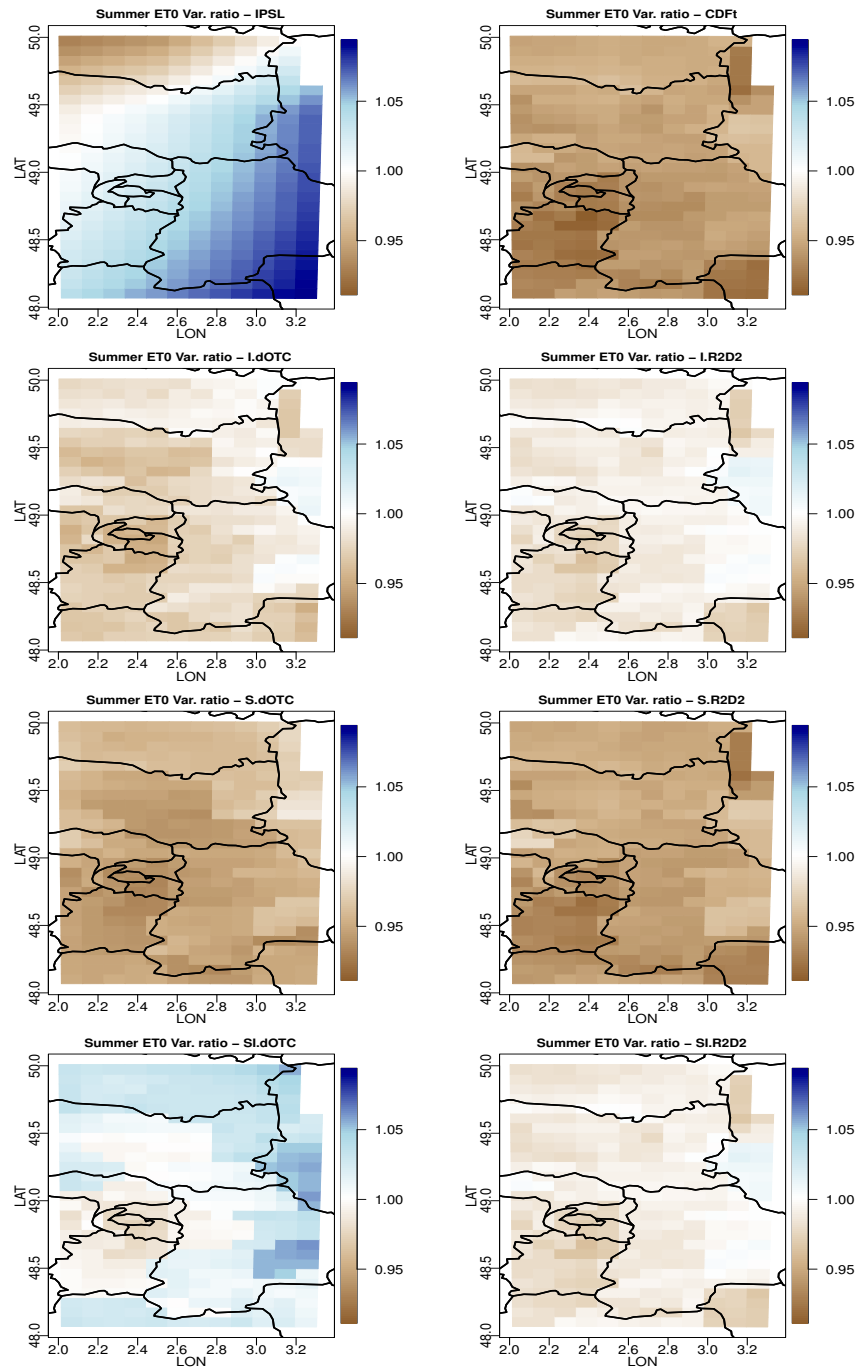 Summer ET0 Var. ratio − IPSL
50.0
49.5
49.0
48.5
48.0
LAT
2.0 2.2 2.4 2.6 2.8 3.0 3.2
LON
1.05
1.00
0.95
Summer ET0 Var. ratio − CDFt
50.0
49.5
49.0
48.5
48.0
LAT
2.0 2.2 2.4 2.6 2.8 3.0 3.2
LON
1.05
1.00
0.95
Summer ET0 Var. ratio − I.dOTC
50.0
49.5
49.0
48.5
48.0
LAT
2.0 2.2 2.4 2.6 2.8 3.0 3.2
LON
1.05
1.00
0.95
Summer ET0 Var. ratio − I.R2D2
50.0
49.5
49.0
48.5
48.0
LAT
2.0 2.2 2.4 2.6 2.8 3.0 3.2
LON
1.05
1.00
0.95
Summer ET0 Var. ratio − S.dOTC
50.0
49.5
49.0
48.5
48.0
LAT
2.0 2.2 2.4 2.6 2.8 3.0 3.2
LON
1.05
1.00
0.95
Summer ET0 Var. ratio − S.R2D2
50.0
49.5
49.0
48.5
48.0
LAT
2.0 2.2 2.4 2.6 2.8 3.0 3.2
LON
1.05
1.00
0.95
Summer ET0 Var. ratio − SI.dOTC
50.0
49.5
49.0
48.5
48.0
LAT
2.0 2.2 2.4 2.6 2.8 3.0 3.2
LON
1.05
1.00
0.95
Summer ET0 Var. ratio − SI.R2D2
50.0
49.5
49.0
48.5
48.0
LAT
2.0 2.2 2.4 2.6 2.8 3.0 3.2
LON
1.05
1.00
0.95